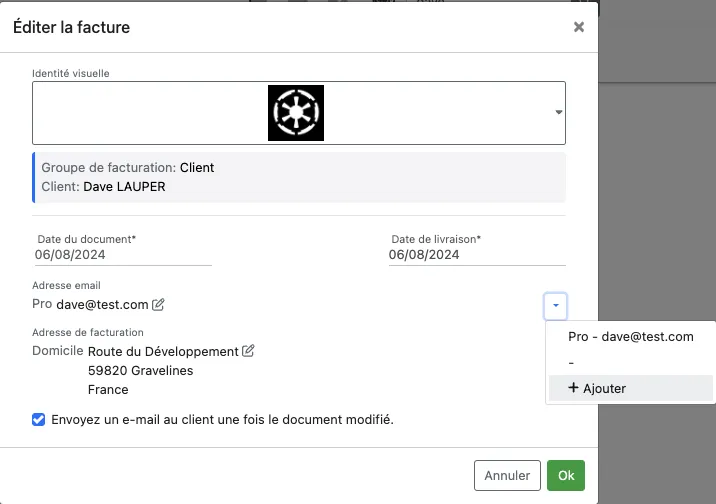 Éditer la facture
×
Identité visuelle
Groupe de facturation: Client
Client: Dave LAUPER
Date du document* Date de livraison*
06/08/2024 06/08/2024
Adresse email
Pro dave@test.com
Pro - dave@test.com
-
+ Ajouter
Adresse de facturation
Domicile Route du Développement
59820 Gravelines
France
Envoyez un e-mail au client une fois le document modifié.
Annuler Ok